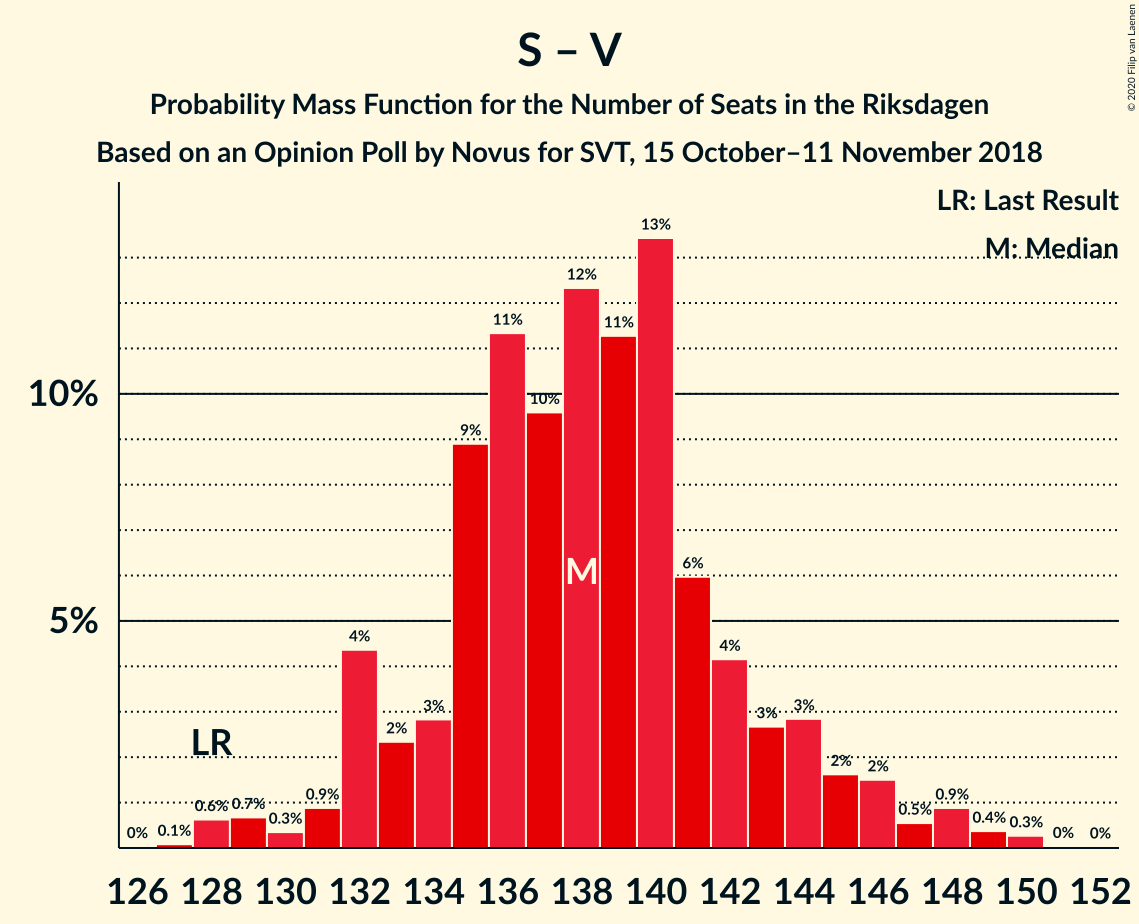 © 2020 Filip van Laenen
S – V
Probability Mass Function for the Number of Seats in the Riksdagen
Based on an Opinion Poll by Novus for SVT, 15 October–11 November 2018
LR: Last Result
M: Median
10%
5%
0% 0.1% 0.6% 0.7% 0.3% 0.9% 4% 2% 3% 9% 11% 10% 12% 11% 13% 6% 4% 3% 3% 2% 2% 0.5% 0.9% 0.4% 0.3% 0% 0%
M
LR
126 128 130 132 134 136 138 140 142 144 146 148 150 152